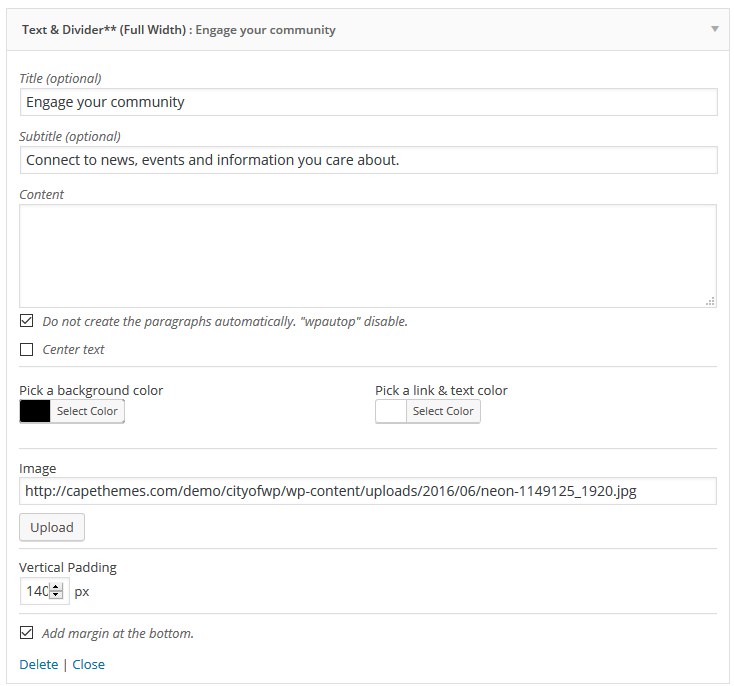 Text & Divider** (Full Width) : Engage your community
Title (optional)
Engage your community
Subtitle (optional)
Connect to news, events and information you care about.
Content
Do not create the paragraphs automatically. "wpautop" disable.
Center text
Pick a background color Pick a link & text color
Select Color Select Color
Image
http://capethemes.com/demo/cityofwp/wp-content/uploads/2016/06/neon-1149125_1920.jpg
Upload
Vertical Padding
140 px
Add margin at the bottom.
Delete | Close